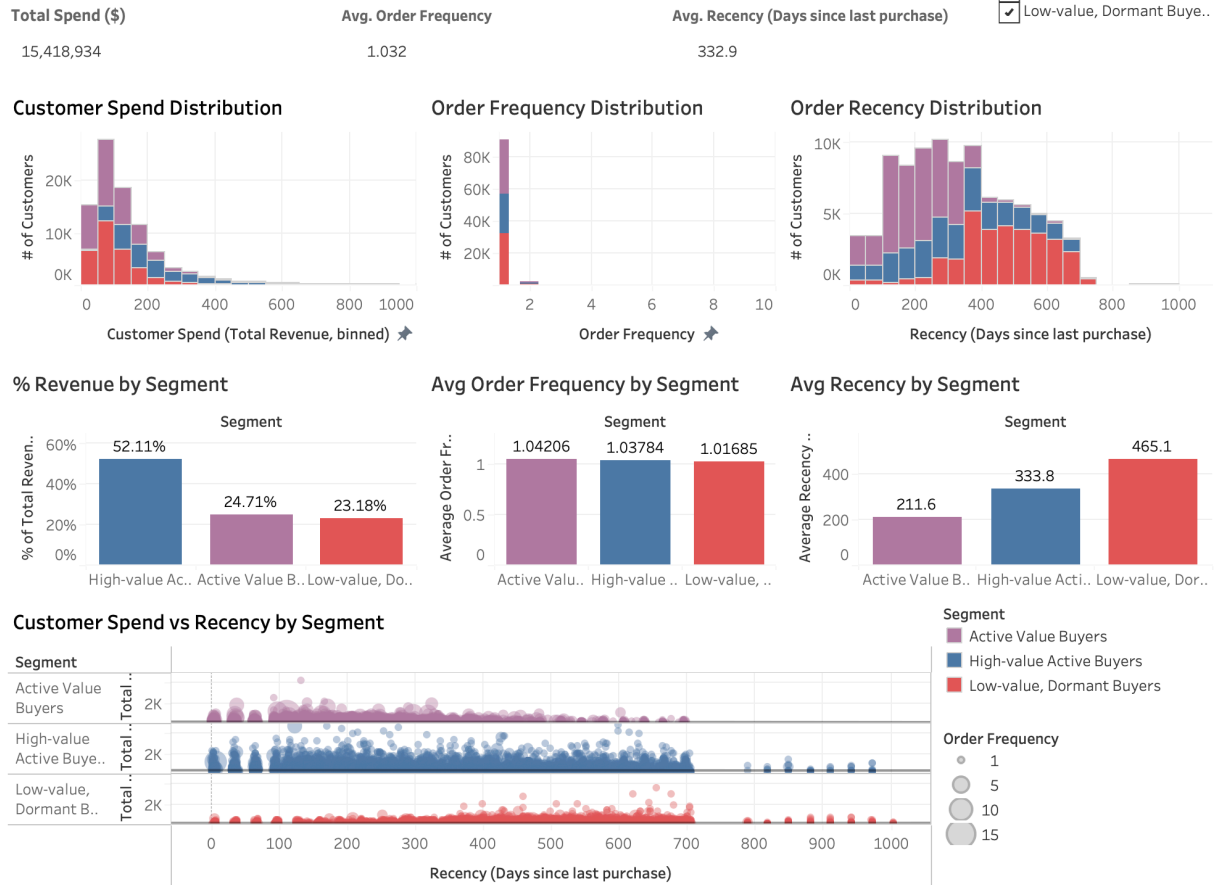 Total Spend ($)
Avg. Order Frequency
Avg. Recency (Days since last purchase)
Low-value, Dormant Buye..
15,418,934
1.032
332.9
Customer Spend Distribution
# of Customers
20K
10K
0K
0
200
400
600
800
1000
Customer Spend (Total Revenue, binned)
Order Frequency Distribution
# of Customers
80K
60K
40K
20K
2
4
6
8
10
Order Frequency
Order Recency Distribution
# of Customers
10K
5K
0K
200
400
600
800
1000
Recency (Days since last purchase)
% Revenue by Segment
Segment
% of Total Reven..
60%
40%
20%
0%
52.11%
24.71%
23.18%
High-value Ac..
Active Value B..
Low-value, Do..
Avg Order Frequency by Segment
Segment
Average Order Fr..
1
0.5
0
1.04206
1.03784
1.01685
Active Valu..
High-value ..
Low-value, ..
Avg Recency by Segment
Segment
Average Recency ..
400
200
0
211.6
333.8
465.1
Active Value B..
High-value Acti..
Low-value, Dor..
Customer Spend vs Recency by Segment
Segment
Active Value
Buyers
Total ..
2K
High-value
Active Buye..
Total ..
2K
Low-value,
Dormant B..
Total ..
2K
0
100
200
300
400
500
600
700
800
900
1000
Recency (Days since last purchase)
Segment
Active Value Buyers
High-value Active Buyers
Low-value, Dormant Buyers
Order Frequency
1
5
10
15